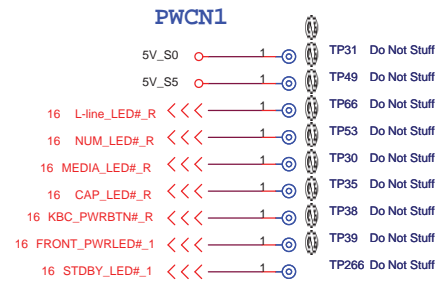 PWCN1
5V_S0 1 TP31 Do Not Stuff
5V_S5 1 TP49 Do Not Stuff
16 L-line_LED#_R 1 TP66 Do Not Stuff
16 NUM_LED#_R 1 TP53 Do Not Stuff
16 MEDIA_LED#_R 1 TP30 Do Not Stuff
16 CAP_LED#_R 1 TP35 Do Not Stuff
16 KBC_PWRBTN#_R 1 TP38 Do Not Stuff
16 FRONT_PWRLED#_1 1 TP39 Do Not Stuff
16 STDBY_LED#_1 1 TP266 Do Not Stuff